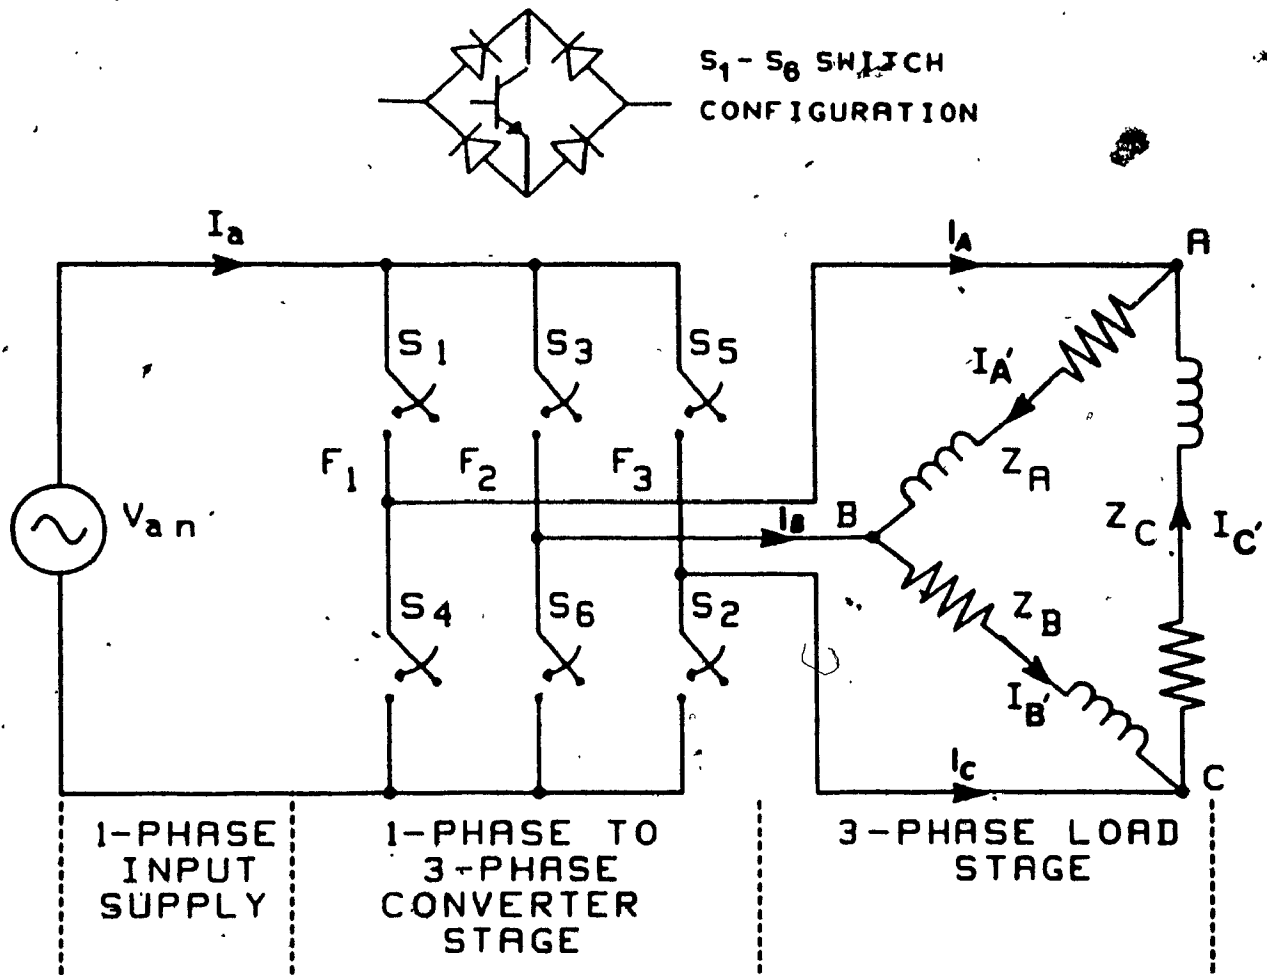 S1 - S6 SWITCH
CONFIGURATION
Ia
IA
A
S1
S3
S5
IA'
F1
F2
F3
ZA
Van
IB
B
ZC
IC'
S4
S6
S2
ZB
IB'
IC
C
1-PHASE
INPUT
SUPPLY
1-PHASE TO
3-PHASE
CONVERTER
STAGE
3-PHASE LOAD
STAGE